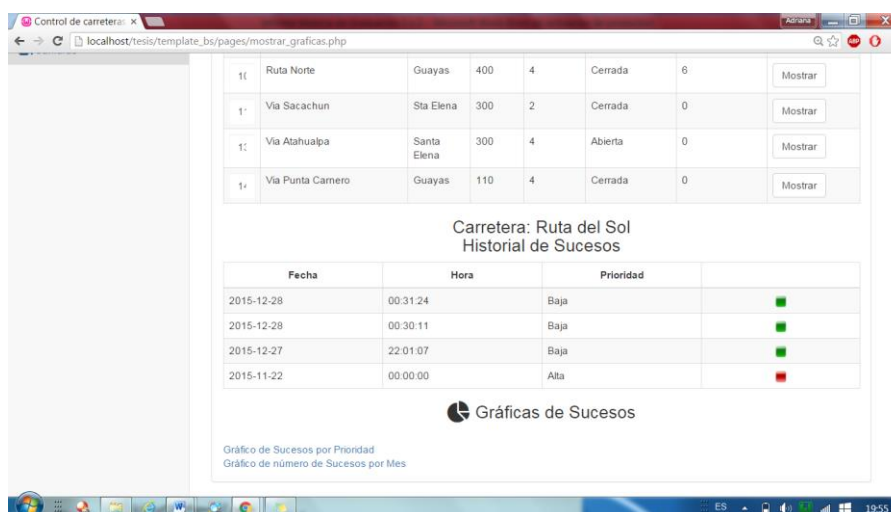 Control de carretera
Adriana
localhost/tesis/template_bs/pages/mostrar_graficas.php
ABP
Ruta Norte Guayas 400 4 Cerrada 6 Mostrar
Via Sacachun Sta Elena 300 2 Cerrada 0 Mostrar
Via Atahualpa Santa Elena 300 4 Abierta 0 Mostrar
Via Punta Carnero Guayas 110 4 Cerrada 0 Mostrar
Carretera: Ruta del Sol
Historial de Sucesos
Fecha Hora Prioridad
2015-12-28 00:31:24 Baja
2015-12-28 00:30:11 Baja
2015-12-27 22:01:07 Baja
2015-11-22 00:00:00 Alta
Gráficas de Sucesos
Gráfico de Sucesos por Prioridad
Gráfico de número de Sucesos por Mes
ES 19:55